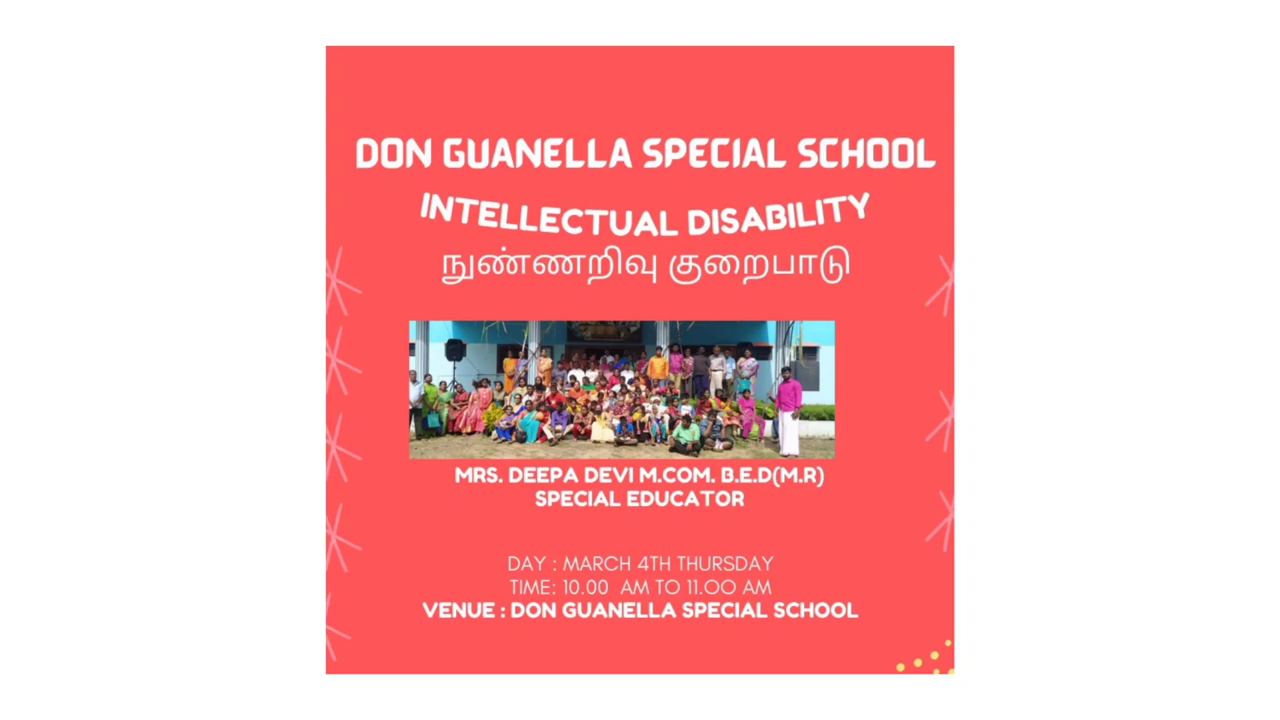 DON GUANELLA SPECIAL SCHOOL
INTELLECTUAL DISABILITY
நுண்ணறிவு குறைபாடு
MRS. DEEPA DEVI M.COM. B.E.D(M.R)
SPECIAL EDUCATOR
DAY : MARCH 4TH THURSDAY
TIME: 10.00 AM TO 11.OO AM
VENUE : DON GUANELLA SPECIAL SCHOOL